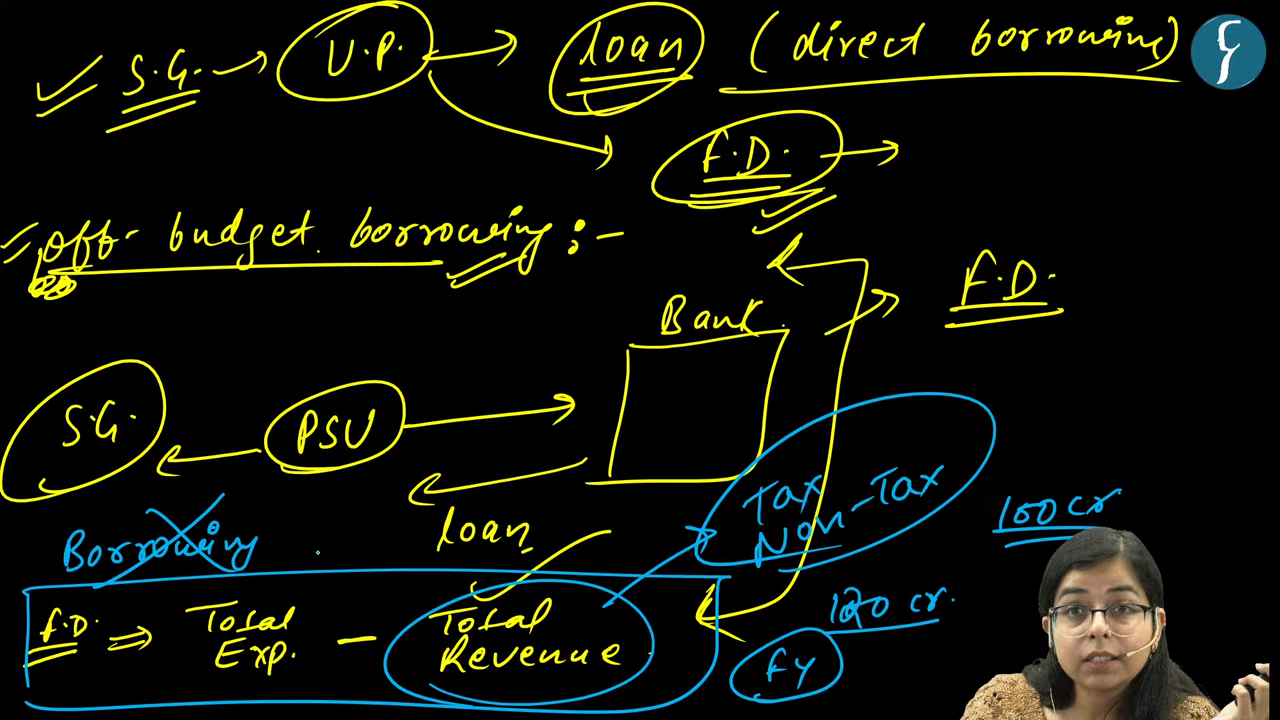 S.G. → U.P. → loan (direct borrowing)
F.D. →
off-budget borrowing :-
F.D.
Bank
S.G. ← PSU
Tax
Non-Tax
100 cr
Borrowing
loan
120 cr.
F.D. ⇒ Total Exp. - Total Revenue
FY